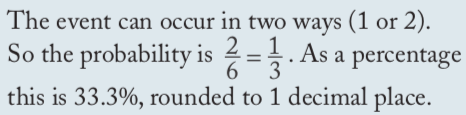 The event can occur in two ways (1 or 2).
So the probability is 2/6 = 1/3. As a percentage
this is 33.3%, rounded to 1 decimal place.